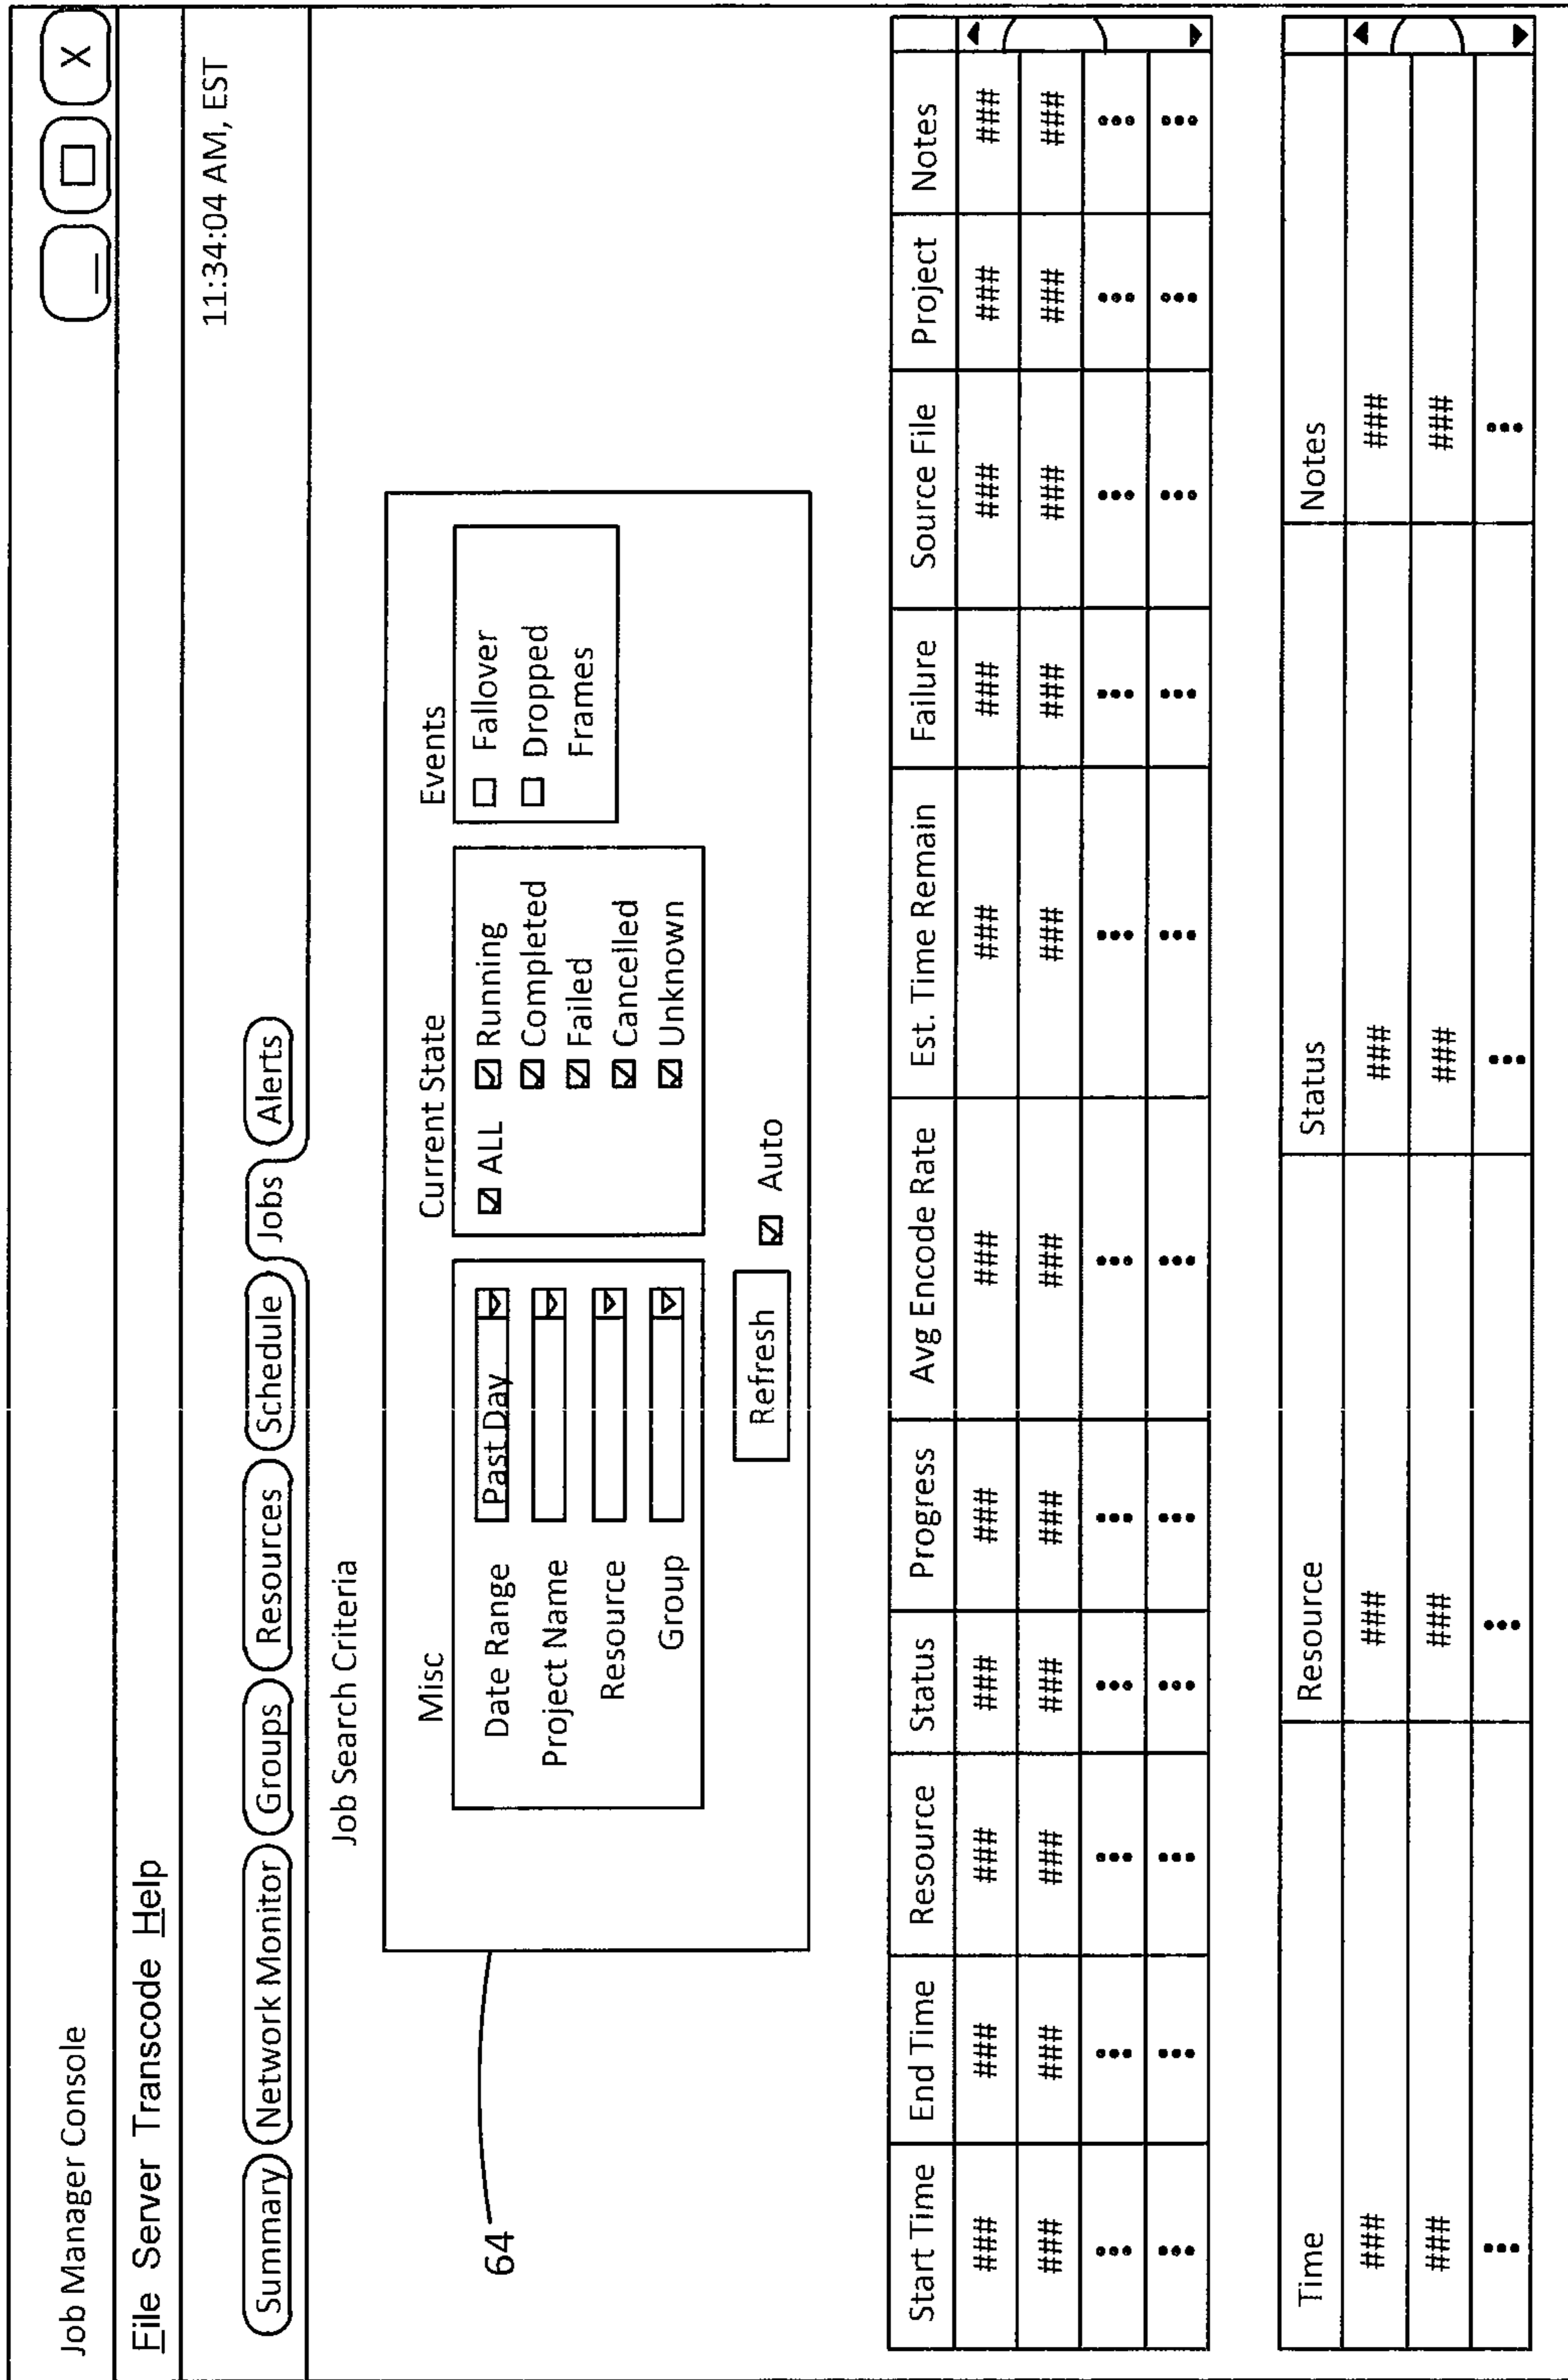 Job Manager Console
_ □ X
File Server Transcode Help
11:34:04 AM, EST
Summary Network Monitor Groups Resources Schedule Jobs Alerts
Job Search Criteria
64
Misc
Date Range Past Day
Project Name
Resource
Group
Current State
ALL
Running
Completed
Failed
Cancelled
Unknown
Events
Fallover
Dropped
Frames
Refresh Auto
Start Time End Time Resource Status Progress Avg Encode Rate Est. Time Remain Failure Source File Project Notes
### ### ### ### ### ### ### ### ### ### ###
### ### ### ### ### ### ### ### ### ### ###
••• ••• ••• ••• ••• ••• ••• ••• ••• ••• •••
••• ••• ••• ••• ••• ••• ••• ••• ••• ••• •••
Time Resource Status Notes
### ### ### ###
### ### ### ###
••• ••• ••• •••